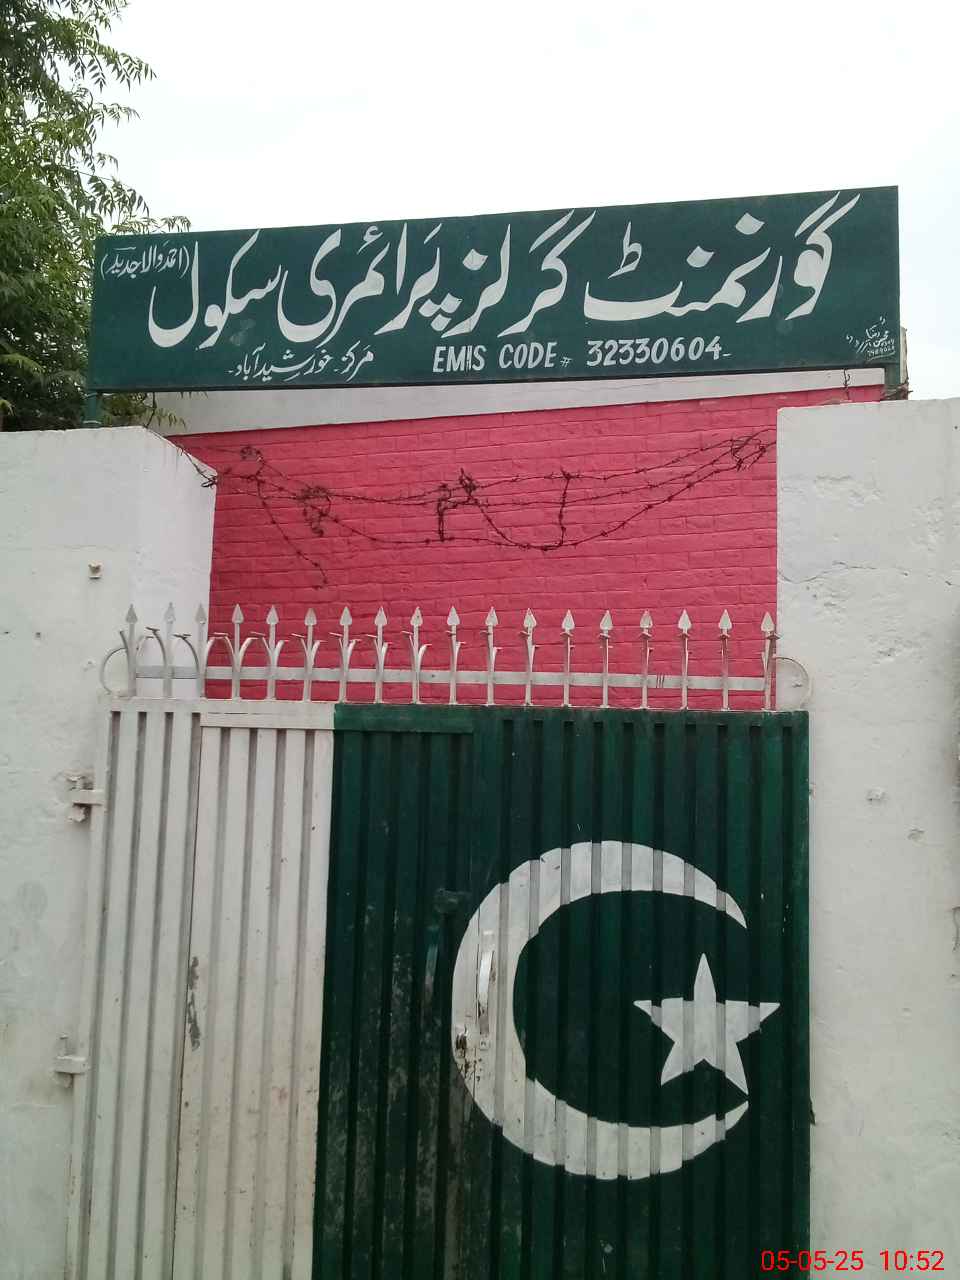 گورنمنٹ گرلز پرائمری سکول (احمد والا جدید)
مرکز۔ خورشید آباد۔ EMIS CODE # 32330604-
05-05-25 10:52